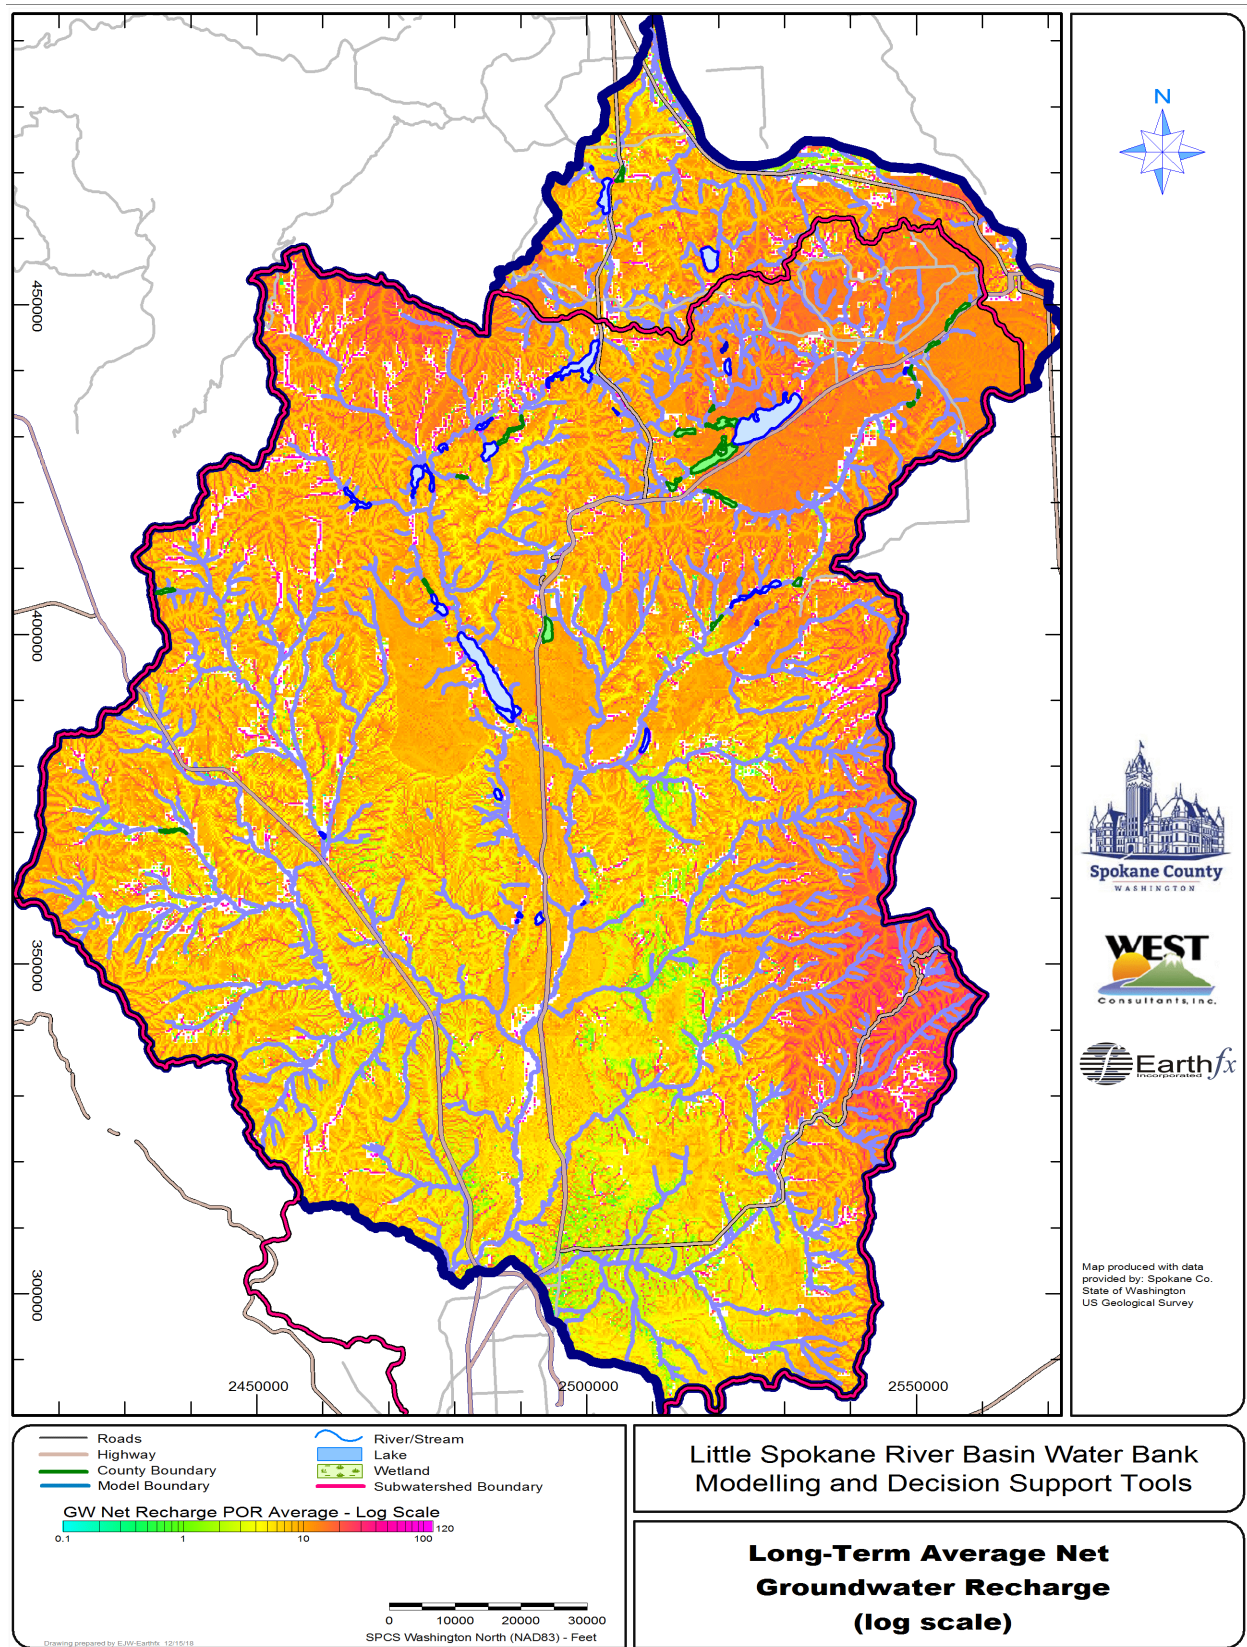 N
450000
400000
350000
300000
2450000
2500000
2550000
Spokane County
WASHINGTON
WEST
Consultants, Inc.
Earthfx
Incorporated
Map produced with data
provided by: Spokane Co.
State of Washington
US Geological Survey
Roads
Highway
County Boundary
Model Boundary
River/Stream
Lake
Wetland
Subwatershed Boundary
GW Net Recharge POR Average - Log Scale
0.1
1
10
100
120
0
10000
20000
30000
SPCS Washington North (NAD83) - Feet
Drawing prepared by EJW-Earthfx 12/15/18
Little Spokane River Basin Water Bank
Modelling and Decision Support Tools
Long-Term Average Net
Groundwater Recharge
(log scale)